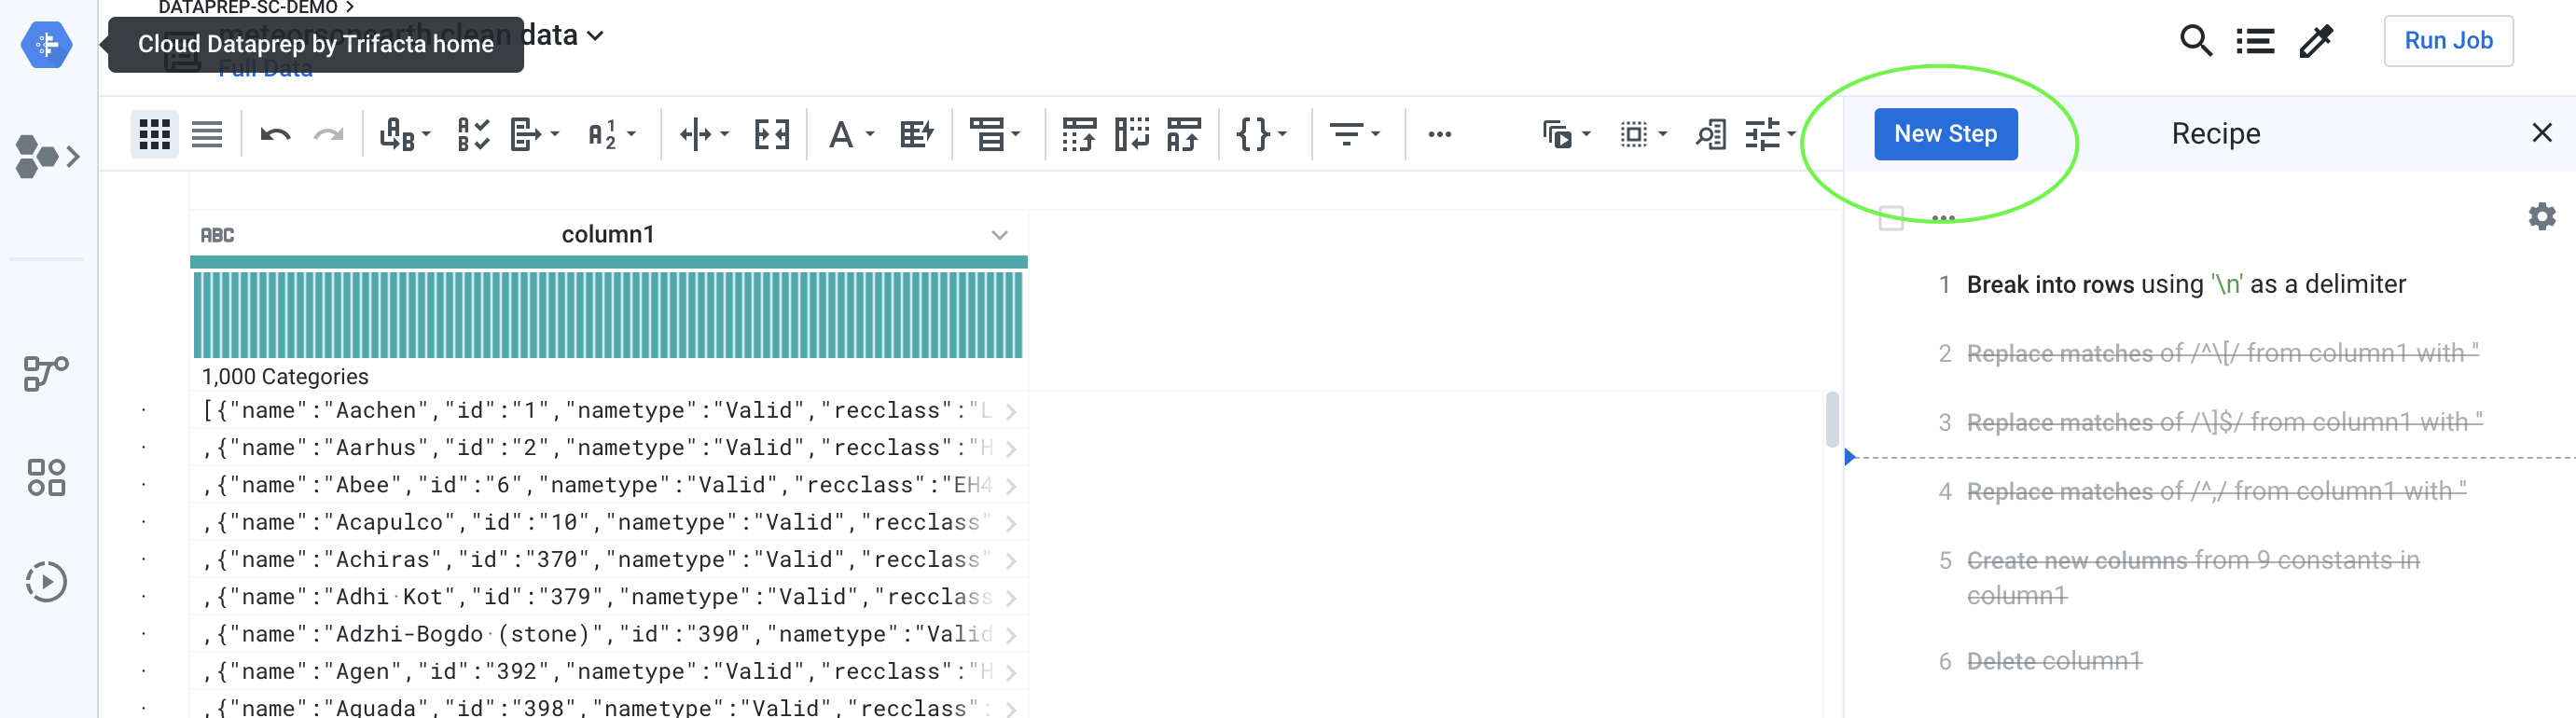 DATAPREP-SC-DEMO
Cloud Dataprep by Trifacta home
data
Full Data
Run Job
New Step
Recipe
ABC
column1
1,000 Categories
[{"name":"Aachen","id":"1","nametype":"Valid","recclass":"L
,{"name":"Aarhus","id":"2","nametype":"Valid","recclass":"H
,{"name":"Abee","id":"6","nametype":"Valid","recclass":"EH4
,{"name":"Acapulco","id":"10","nametype":"Valid","recclass"
,{"name":"Achiras","id":"370","nametype":"Valid","recclass"
,{"name":"Adhi·Kot","id":"379","nametype":"Valid","recclass
,{"name":"Adzhi-Bogdo·(stone)","id":"390","nametype":"Valid
,{"name":"Agen","id":"392","nametype":"Valid","recclass":"H
,{"name":"Aguada","id":"398","nametype":"Valid","recclass":
1 Break into rows using '\n' as a delimiter
2 Replace matches of /^\[/ from column1 with ''
3 Replace matches of /\]$/ from column1 with ''
4 Replace matches of /^,/ from column1 with ''
5 Create new columns from 9 constants in
column1
6 Delete column1